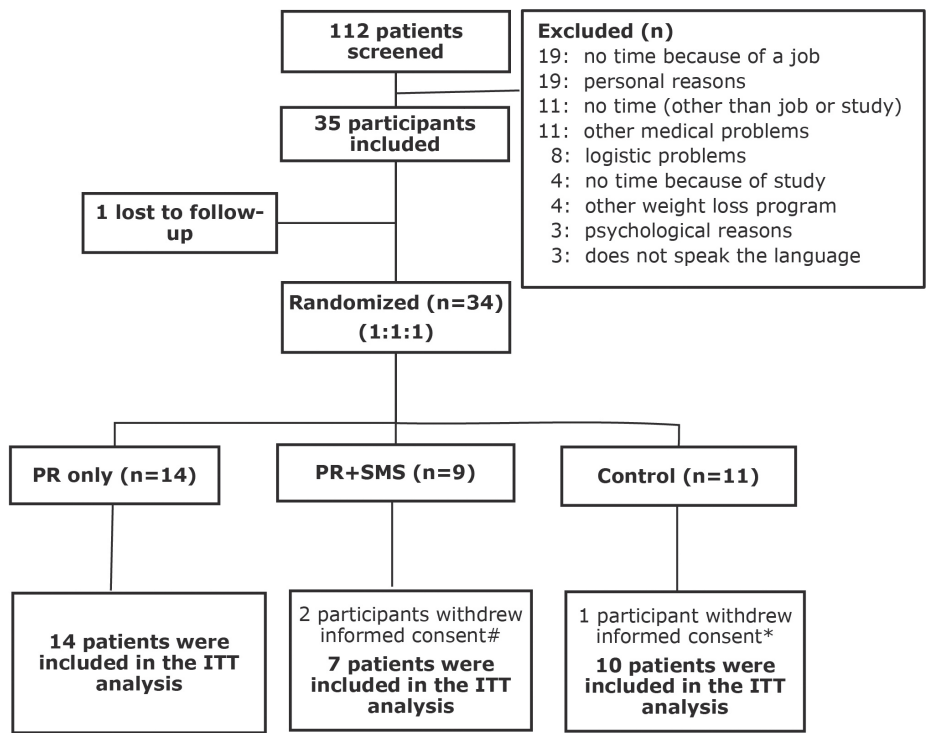 112 patients
screened
Excluded (n)
19: no time because of a job
19: personal reasons
11: no time (other than job or study)
11: other medical problems
8: logistic problems
4: no time because of study
4: other weight loss program
3: psychological reasons
3: does not speak the language
35 participants
included
1 lost to follow-
up
Randomized (n=34)
(1:1:1)
PR only (n=14)
PR+SMS (n=9)
Control (n=11)
14 patients were
included in the ITT
analysis
2 participants withdrew
informed consent#
7 patients were
included in the ITT
analysis
1 participant withdrew
informed consent*
10 patients were
included in the ITT
analysis